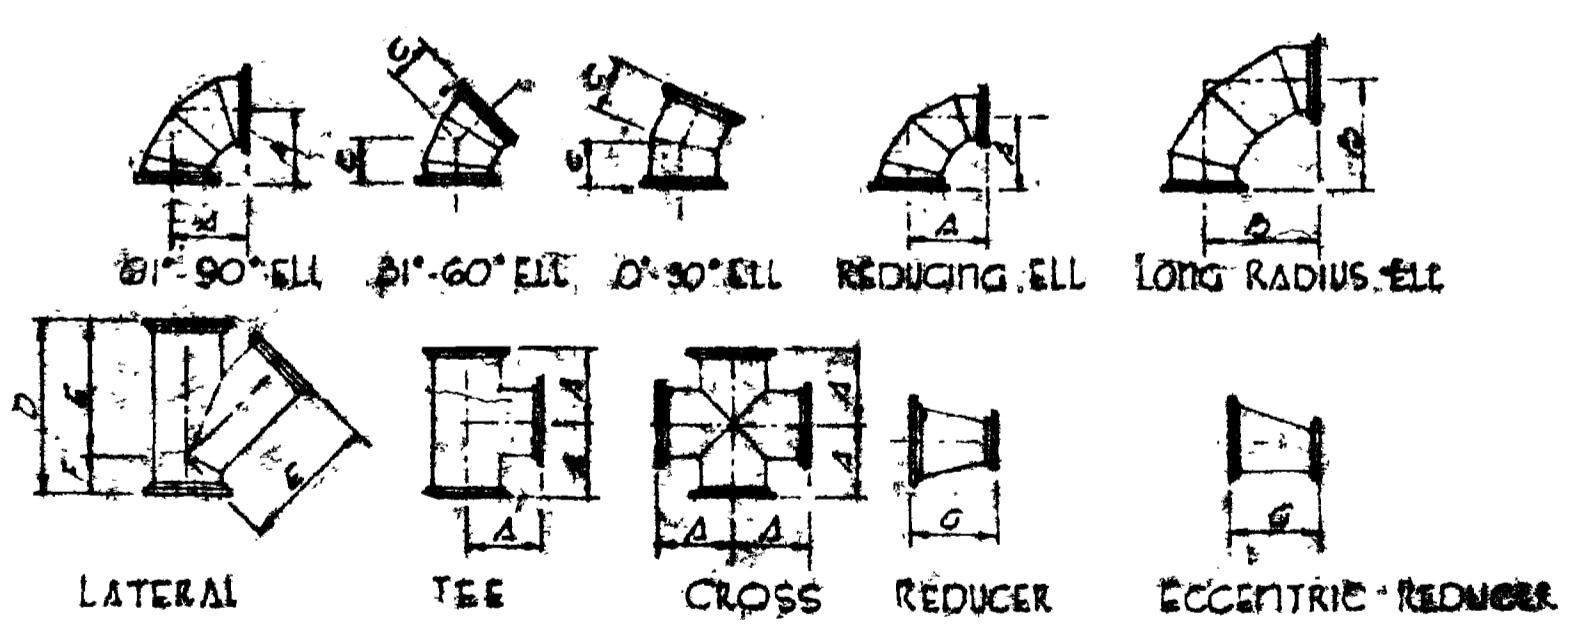 C
C
C
C
A
A
A
B
B
61°-90° ELL
31°-60° ELL
0°-30° ELL
REDUCING ELL
LONG RADIUS ELL
D
E
F
E
A
A
A
A
A
A
A
G
G
LATERAL
TEE
CROSS
REDUCER
ECCENTRIC REDUCER